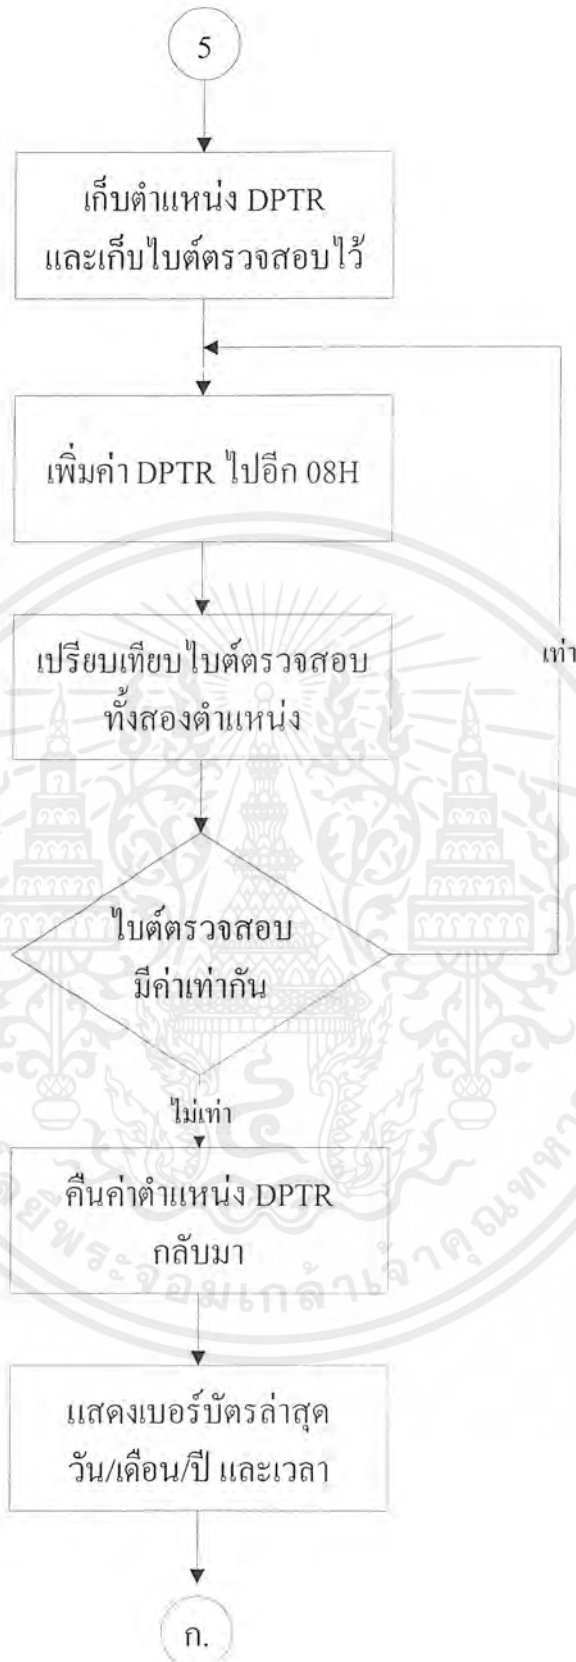 5
เก็บตำแหน่ง DPTR
และเก็บไบต์ตรวจสอบไว้
เพิ่มค่า DPTR ไปอีก 08H
เปรียบเทียบไบต์ตรวจสอบ
ทั้งสองตำแหน่ง
เท่า
ไบต์ตรวจสอบ
มีค่าเท่ากัน
ไม่เท่า
คืนค่าตำแหน่ง DPTR
กลับมา
แสดงเบอร์บัตรล่าสุด
วัน/เดือน/ปี และเวลา
ก.